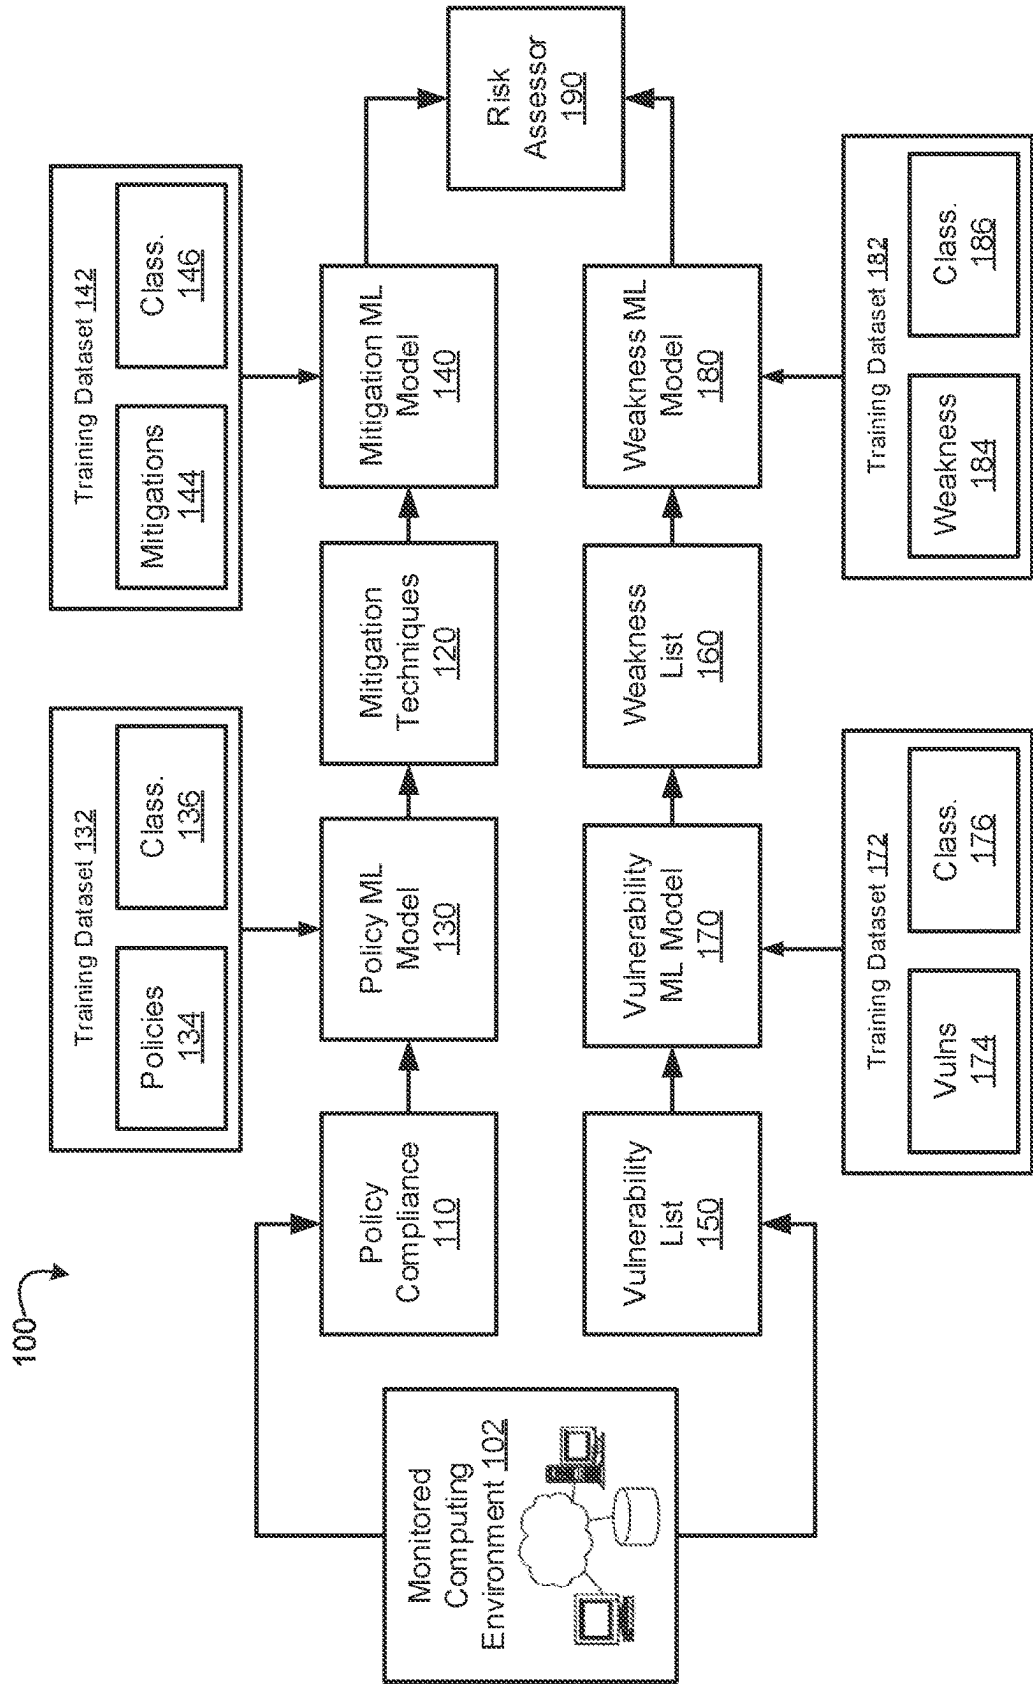 100
Training Dataset 132
Policies
134
Class.
136
Training Dataset 142
Mitigations
144
Class.
146
Monitored
Computing
Environment 102
Policy
Compliance
110
Policy ML
Model
130
Mitigation
Techniques
120
Mitigation ML
Model
140
Risk
Assessor
190
Vulnerability
List
150
Vulnerability
ML Model
170
Weakness
List
160
Weakness ML
Model
180
Training Dataset 172
Vulns
174
Class.
176
Training Dataset 182
Weakness
184
Class.
186